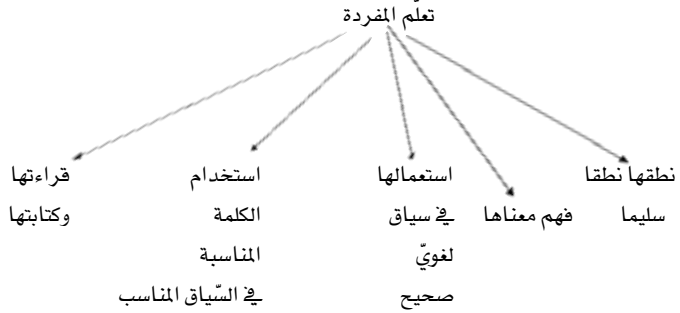 تعلّم المفردة
نطقها نطقا
سليما
فهم معناها
استعمالها
في سياق
لغويّ
صحيح
استخدام
الكلمة
المناسبة
في السّياق المناسب
قراءتها
وكتابتها